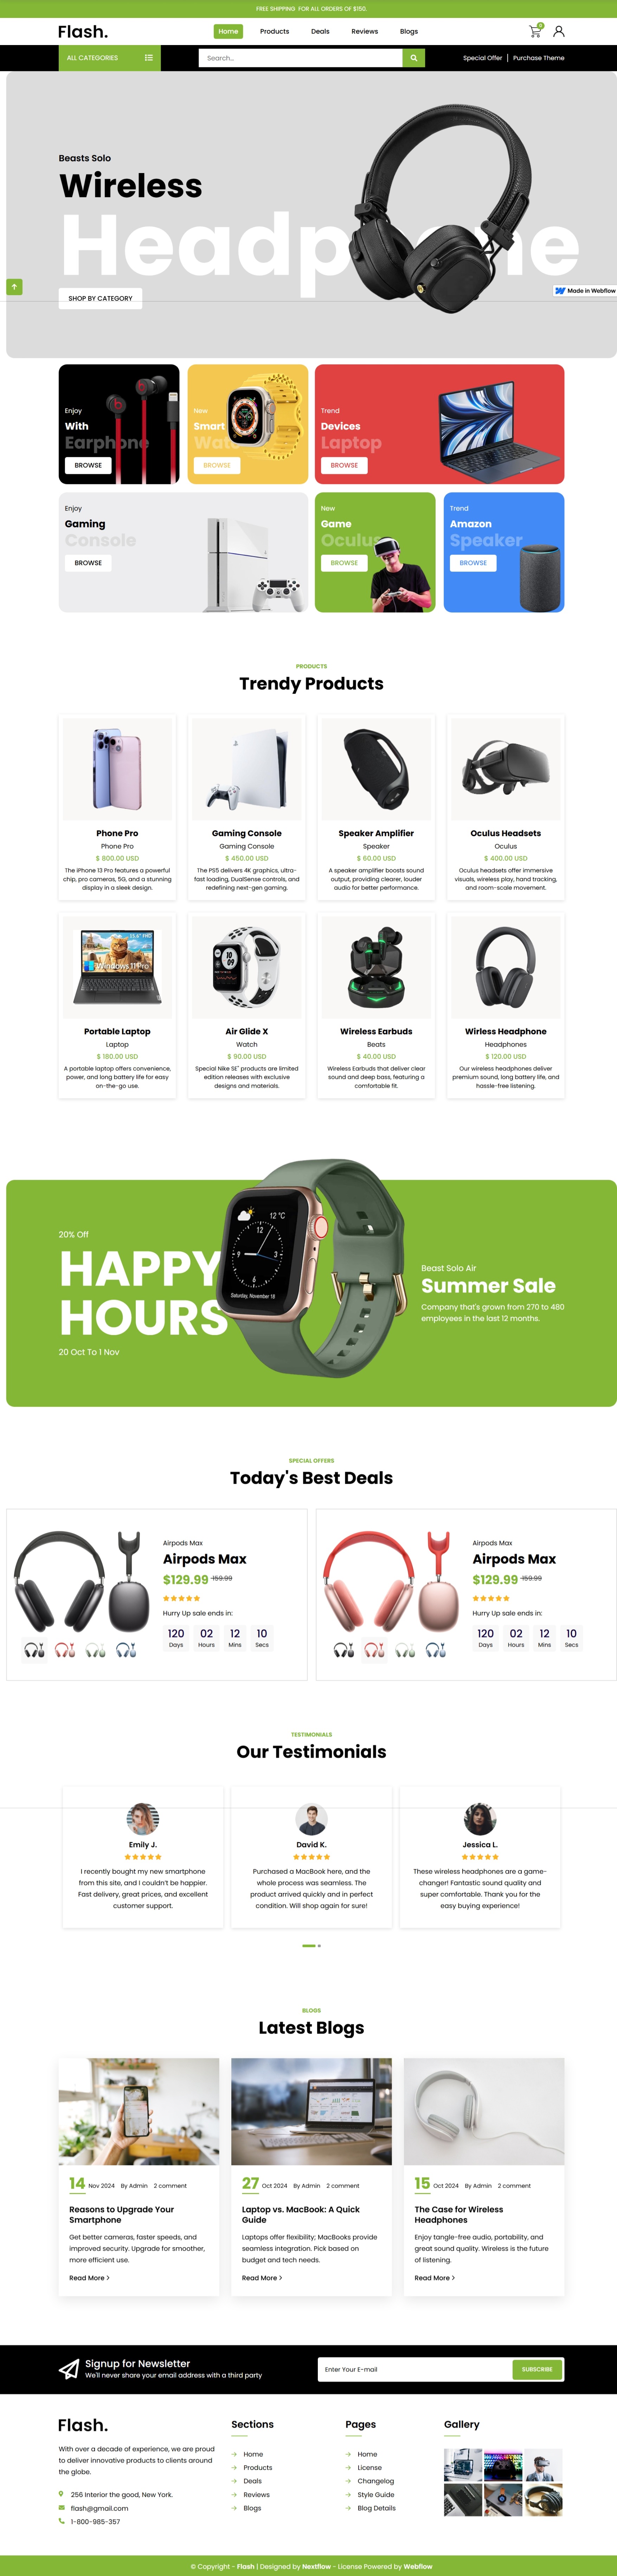 FREE SHIPPING FOR ALL ORDERS OF $150.
Flash.
Home
Products
Deals
Reviews
Blogs
0
ALL CATEGORIES
Search...
Special Offer
Purchase Theme
Beasts Solo
Wireless
Headphone
SHOP BY CATEGORY
Made in Webflow
Enjoy
With
Earphone
BROWSE
New
Smart
Watch
BROWSE
Trend
Devices
Laptop
BROWSE
Enjoy
Gaming
Console
BROWSE
New
Game
Oculus
BROWSE
Trend
Amazon
Speaker
BROWSE
PRODUCTS
Trendy Products
Phone Pro
Phone Pro
$ 800.00 USD
The iPhone 13 Pro features a powerful
chip, pro cameras, 5G, and a stunning
display in a sleek design.
Gaming Console
Gaming Console
$ 450.00 USD
The PS5 delivers 4K graphics, ultra-
fast loading, DualSense controls, and
redefining next-gen gaming.
Speaker Amplifier
Speaker
$ 60.00 USD
A speaker amplifier boosts sound
output, providing clearer, louder
audio for better performance.
Oculus Headsets
Oculus
$ 400.00 USD
Oculus headsets offer immersive
visuals, wireless play, hand tracking,
and room-scale movement.
15.6" FHD
Windows 11 Pro
Portable Laptop
Laptop
$ 180.00 USD
A portable laptop offers convenience,
power, and long battery life for easy
on-the-go use.
10
09
Air Glide X
Watch
$ 90.00 USD
Special Nike SE" products are limited
edition releases with exclusive
designs and materials.
Wireless Earbuds
Beats
$ 40.00 USD
Wireless Earbuds that deliver clear
sound and deep bass, featuring a
comfortable fit.
Wirless Headphone
Headphones
$ 120.00 USD
Our wireless headphones deliver
premium sound, long battery life, and
hassle-free listening.
20% Off
HAPPY
HOURS
20 Oct To 1 Nov
12 °C
12
3
6
9
Saturday, November 18
Beast Solo Air
Summer Sale
Company that's grown from 270 to 480
employees in the last 12 months.
SPECIAL OFFERS
Today's Best Deals
Airpods Max
Airpods Max
$129.99 159.99
Hurry Up sale ends in:
120 02 12 10
Days Hours Mins Secs
Airpods Max
Airpods Max
$129.99 159.99
Hurry Up sale ends in:
120 02 12 10
Days Hours Mins Secs
TESTIMONIALS
Our Testimonials
Emily J.
I recently bought my new smartphone
from this site, and I couldn't be happier.
Fast delivery, great prices, and excellent
customer support.
David K.
Purchased a MacBook here, and the
whole process was seamless. The
product arrived quickly and in perfect
condition. Will shop again for sure!
Jessica L.
These wireless headphones are a game-
changer! Fantastic sound quality and
super comfortable. Thank you for the
easy buying experience!
BLOGS
Latest Blogs
14 Nov 2024 By Admin 2 comment
Reasons to Upgrade Your
Smartphone
Get better cameras, faster speeds, and
improved security. Upgrade for smoother,
more efficient use.
Read More
27 Oct 2024 By Admin 2 comment
Laptop vs. MacBook: A Quick
Guide
Laptops offer flexibility; MacBooks provide
seamless integration. Pick based on
budget and tech needs.
Read More
15 Oct 2024 By Admin 2 comment
The Case for Wireless
Headphones
Enjoy tangle-free audio, portability, and
great sound quality. Wireless is the future
of listening.
Read More
Signup for Newsletter
We'll never share your email address with a third party
Enter Your E-mail
SUBSCRIBE
Flash.
With over a decade of experience, we are proud
to deliver innovative products to clients around
the globe.
256 Interior the good, New York.
flash@gmail.com
1-800-985-357
Sections
Home
Products
Deals
Reviews
Blogs
Pages
Home
License
Changelog
Style Guide
Blog Details
Gallery
© Copyright - Flash | Designed by Nextflow - License Powered by Webflow